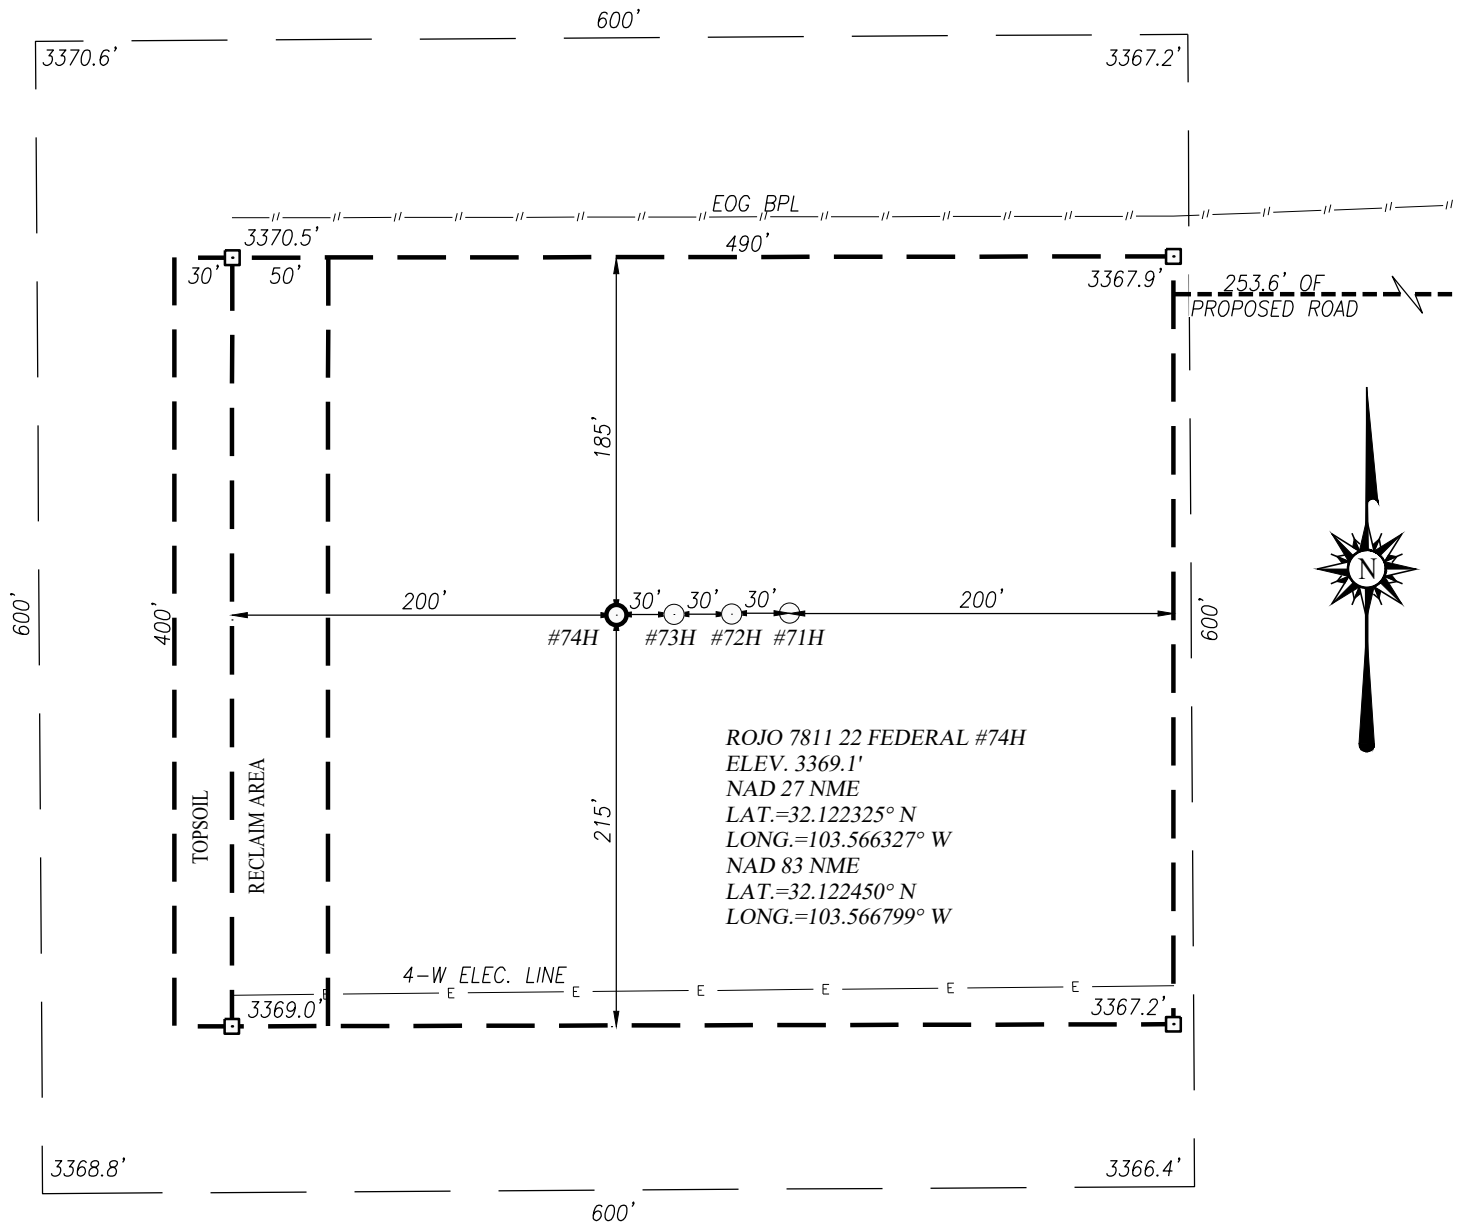 600'
3370.6'
3367.2'
EOG BPL
3370.5'
490'
30'
50'
3367.9'
253.6' OF
PROPOSED ROAD
185'
N
200'
30'
30'
30'
200'
600'
400'
600'
#74H
#73H
#72H
#71H
ROJO 7811 22 FEDERAL #74H
ELEV. 3369.1'
NAD 27 NME
LAT.=32.122325° N
LONG.=103.566327° W
NAD 83 NME
LAT.=32.122450° N
LONG.=103.566799° W
TOPSOIL
RECLAIM AREA
215'
4-W ELEC. LINE
E E E E E E E
3369.0'
3367.2'
3368.8'
3366.4'
600'